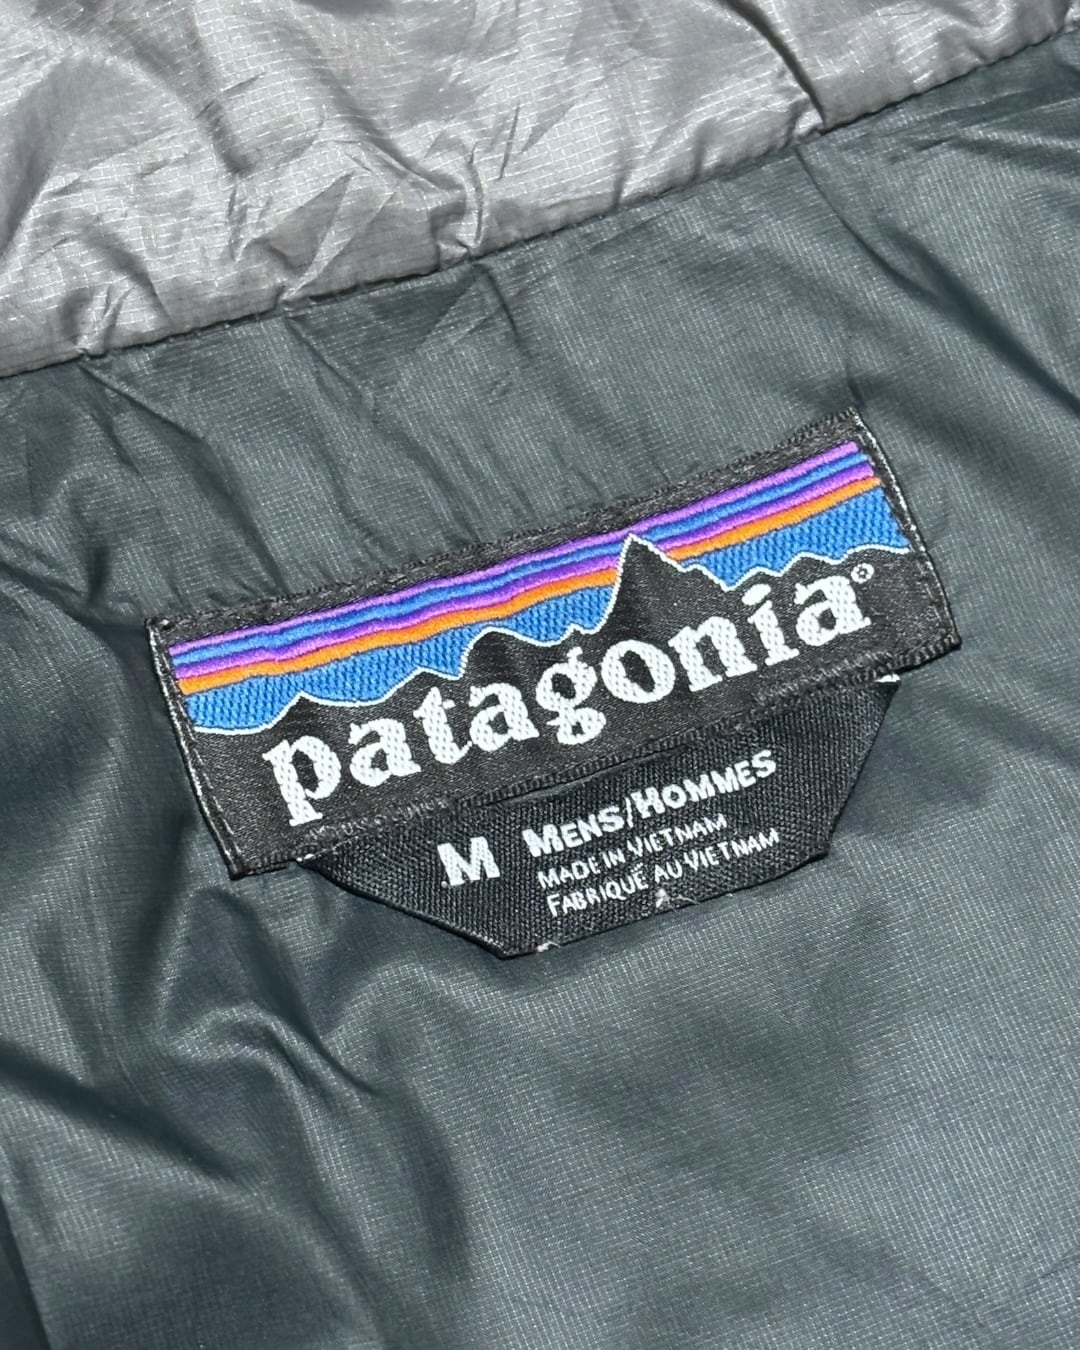 patagonia®
M MENS/HOMMES
MADE IN VIETNAM
FABRIQUÉ AU VIETNAM